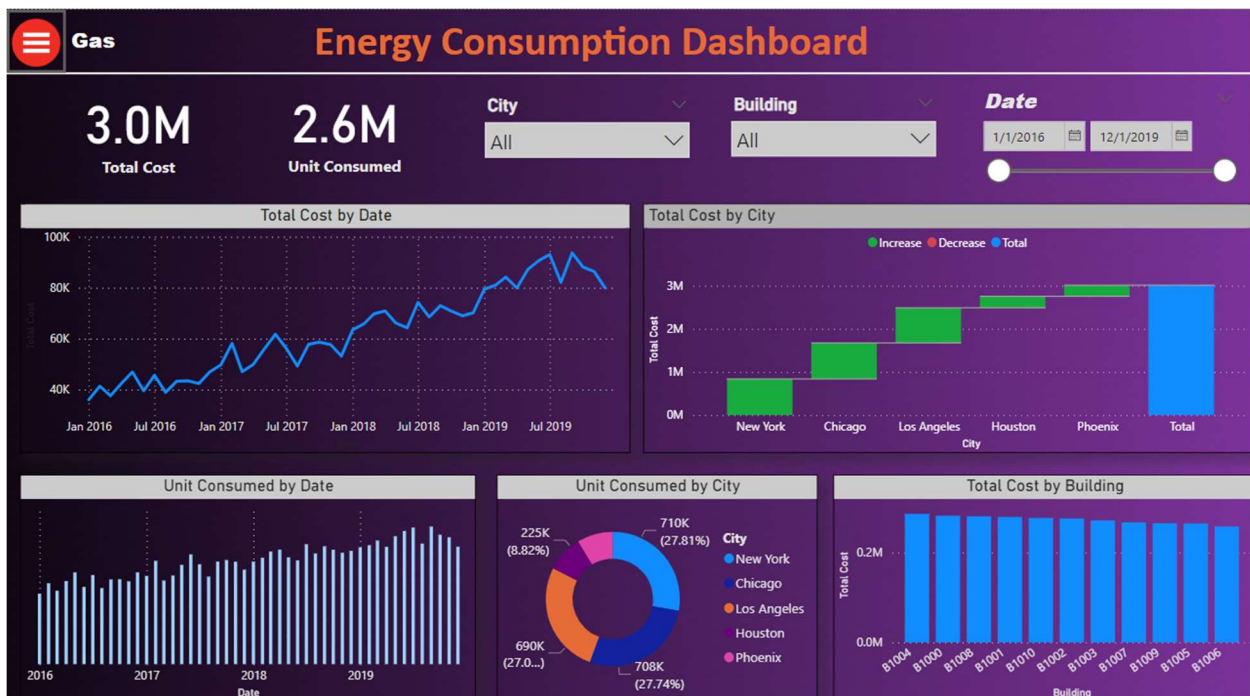 Gas
Energy Consumption Dashboard
3.0M
Total Cost
2.6M
Unit Consumed
City
All
Building
All
Date
1/1/2016
12/1/2019
Total Cost by Date
100K
80K
60K
40K
Total Cost
Jan 2016 Jul 2016 Jan 2017 Jul 2017 Jan 2018 Jul 2018 Jan 2019 Jul 2019
Total Cost by City
Increase Decrease Total
3M
2M
1M
0M
Total Cost
New York Chicago Los Angeles Houston Phoenix Total
City
Unit Consumed by Date
2016 2017 2018 2019
Date
Unit Consumed by City
710K
(27.81%)
225K
(8.82%)
690K
(27.0...)
708K
(27.74%)
City
New York
Chicago
Los Angeles
Houston
Phoenix
Total Cost by Building
0.2M
0.0M
Total Cost
B1004 B1000 B1008 B1001 B1010 B1002 B1003 B1007 B1009 B1005 B1006
Building